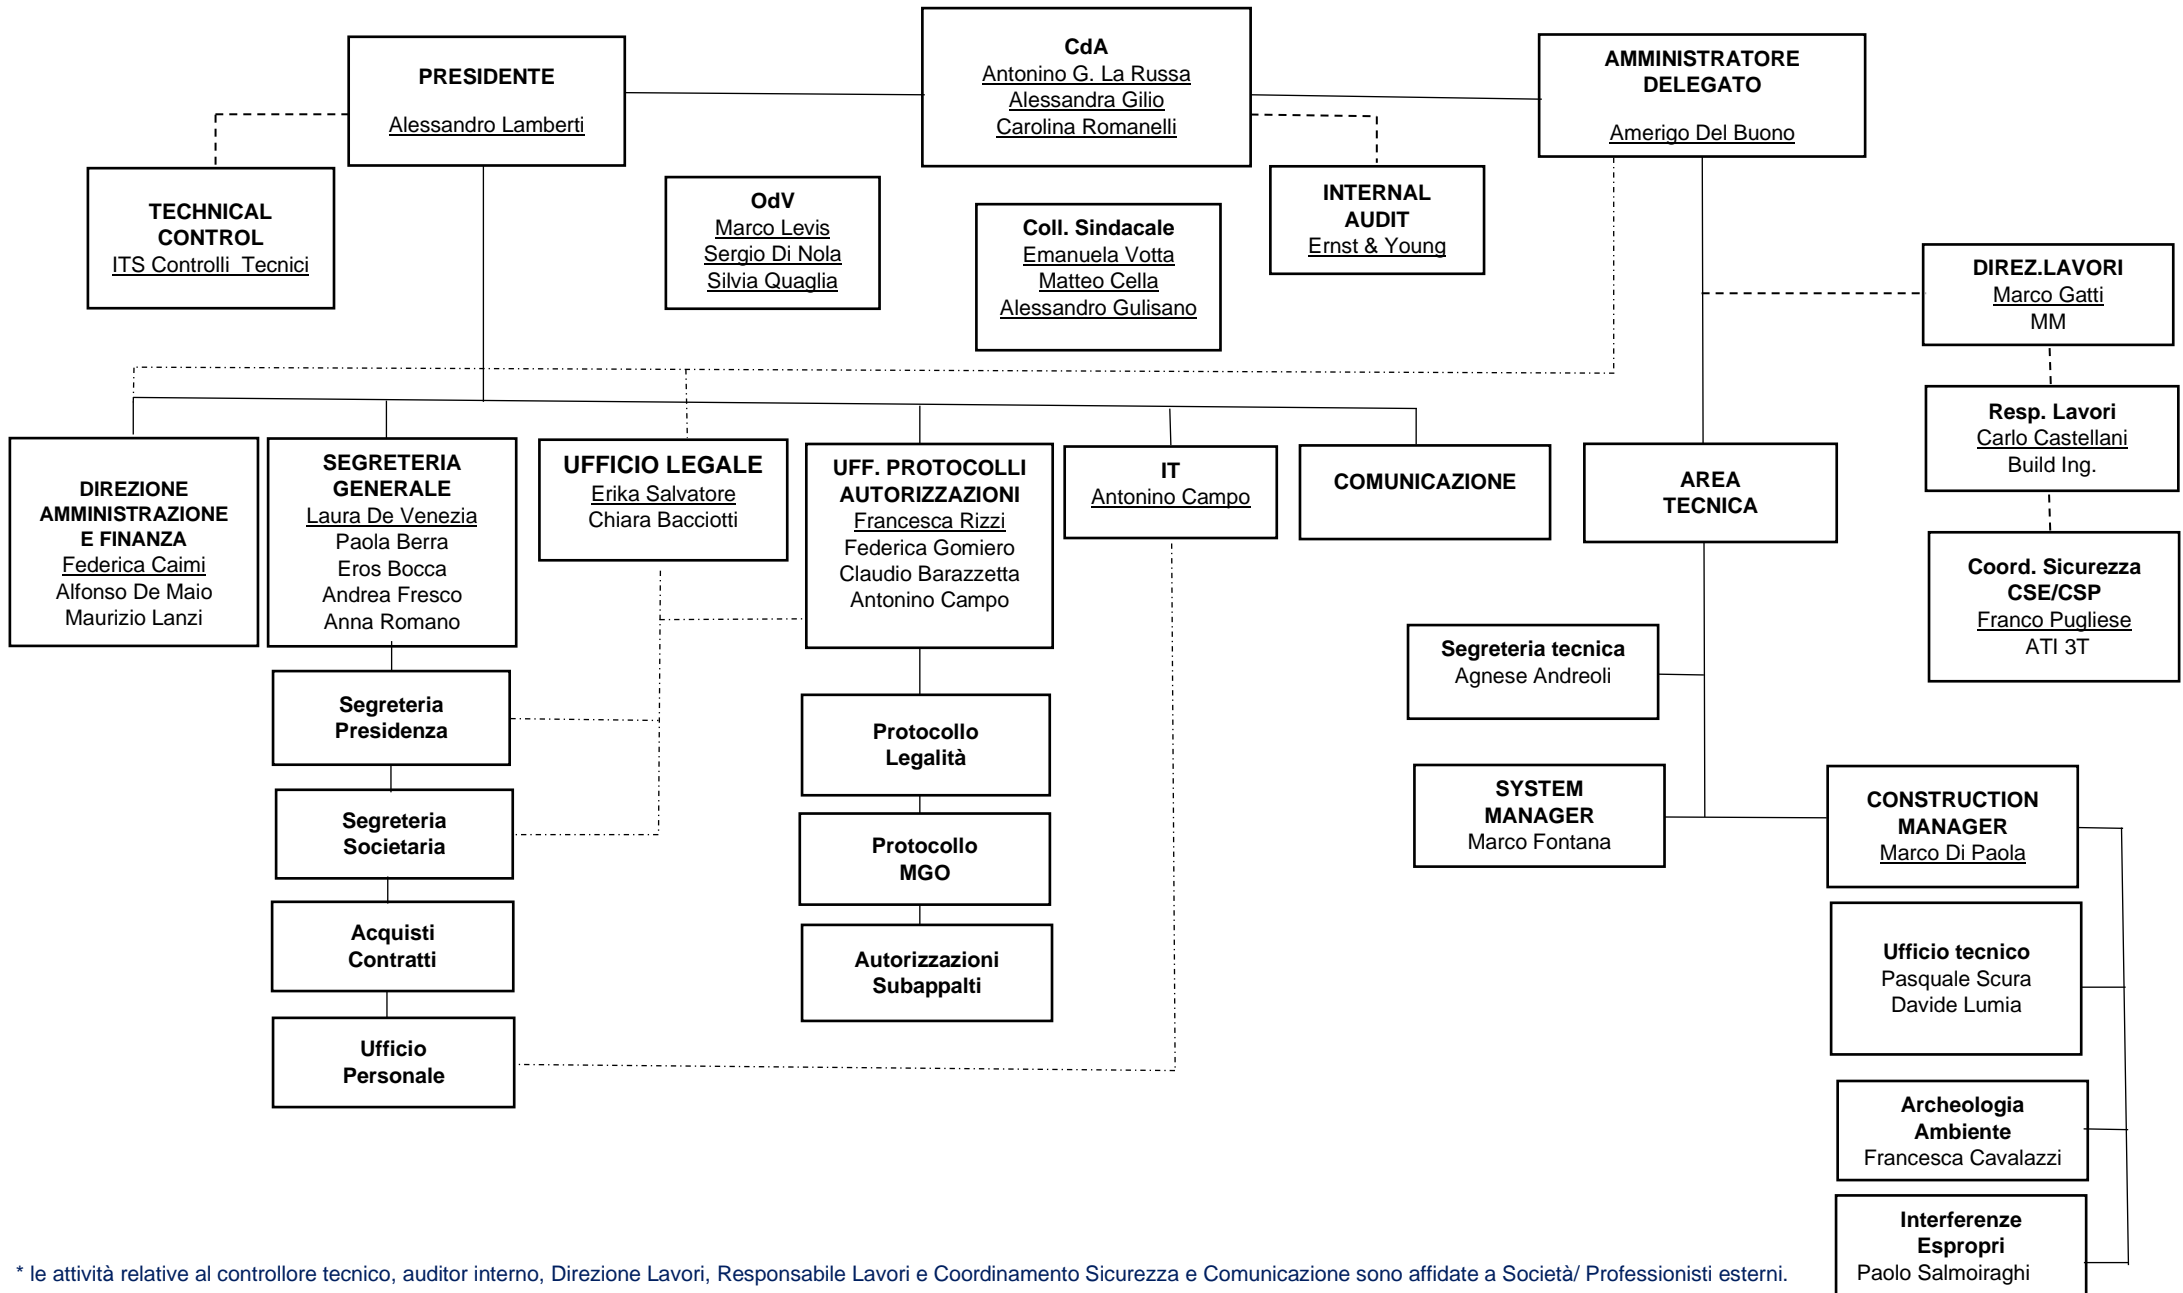 PRESIDENTE
Alessandro Lamberti
CdA
Antonino G. La Russa
Alessandra Gilio
Carolina Romanelli
AMMINISTRATORE
DELEGATO
Amerigo Del Buono
TECHNICAL
CONTROL
ITS Controlli Tecnici
OdV
Marco Levis
Sergio Di Nola
Silvia Quaglia
Coll. Sindacale
Emanuela Votta
Matteo Cella
Alessandro Gulisano
INTERNAL
AUDIT
Ernst & Young
DIREZ.LAVORI
Marco Gatti
MM
Resp. Lavori
Carlo Castellani
Build Ing.
Coord. Sicurezza
CSE/CSP
Franco Pugliese
ATI 3T
DIREZIONE
AMMINISTRAZIONE
E FINANZA
Federica Caimi
Alfonso De Maio
Maurizio Lanzi
SEGRETERIA
GENERALE
Laura De Venezia
Paola Berra
Eros Bocca
Andrea Fresco
Anna Romano
UFFICIO LEGALE
Erika Salvatore
Chiara Bacciotti
UFF. PROTOCOLLI
AUTORIZZAZIONI
Francesca Rizzi
Federica Gomiero
Claudio Barazzetta
Antonino Campo
IT
Antonino Campo
COMUNICAZIONE
AREA
TECNICA
Segreteria
Presidenza
Segreteria
Societaria
Acquisti
Contratti
Ufficio
Personale
Protocollo
Legalità
Protocollo
MGO
Autorizzazioni
Subappalti
Segreteria tecnica
Agnese Andreoli
SYSTEM
MANAGER
Marco Fontana
CONSTRUCTION
MANAGER
Marco Di Paola
Ufficio tecnico
Pasquale Scura
Davide Lumia
Archeologia
Ambiente
Francesca Cavalazzi
Interferenze
Espropri
Paolo Salmoiraghi
* le attività relative al controllore tecnico, auditor interno, Direzione Lavori, Responsabile Lavori e Coordinamento Sicurezza e Comunicazione sono affidate a Società/ Professionisti esterni.